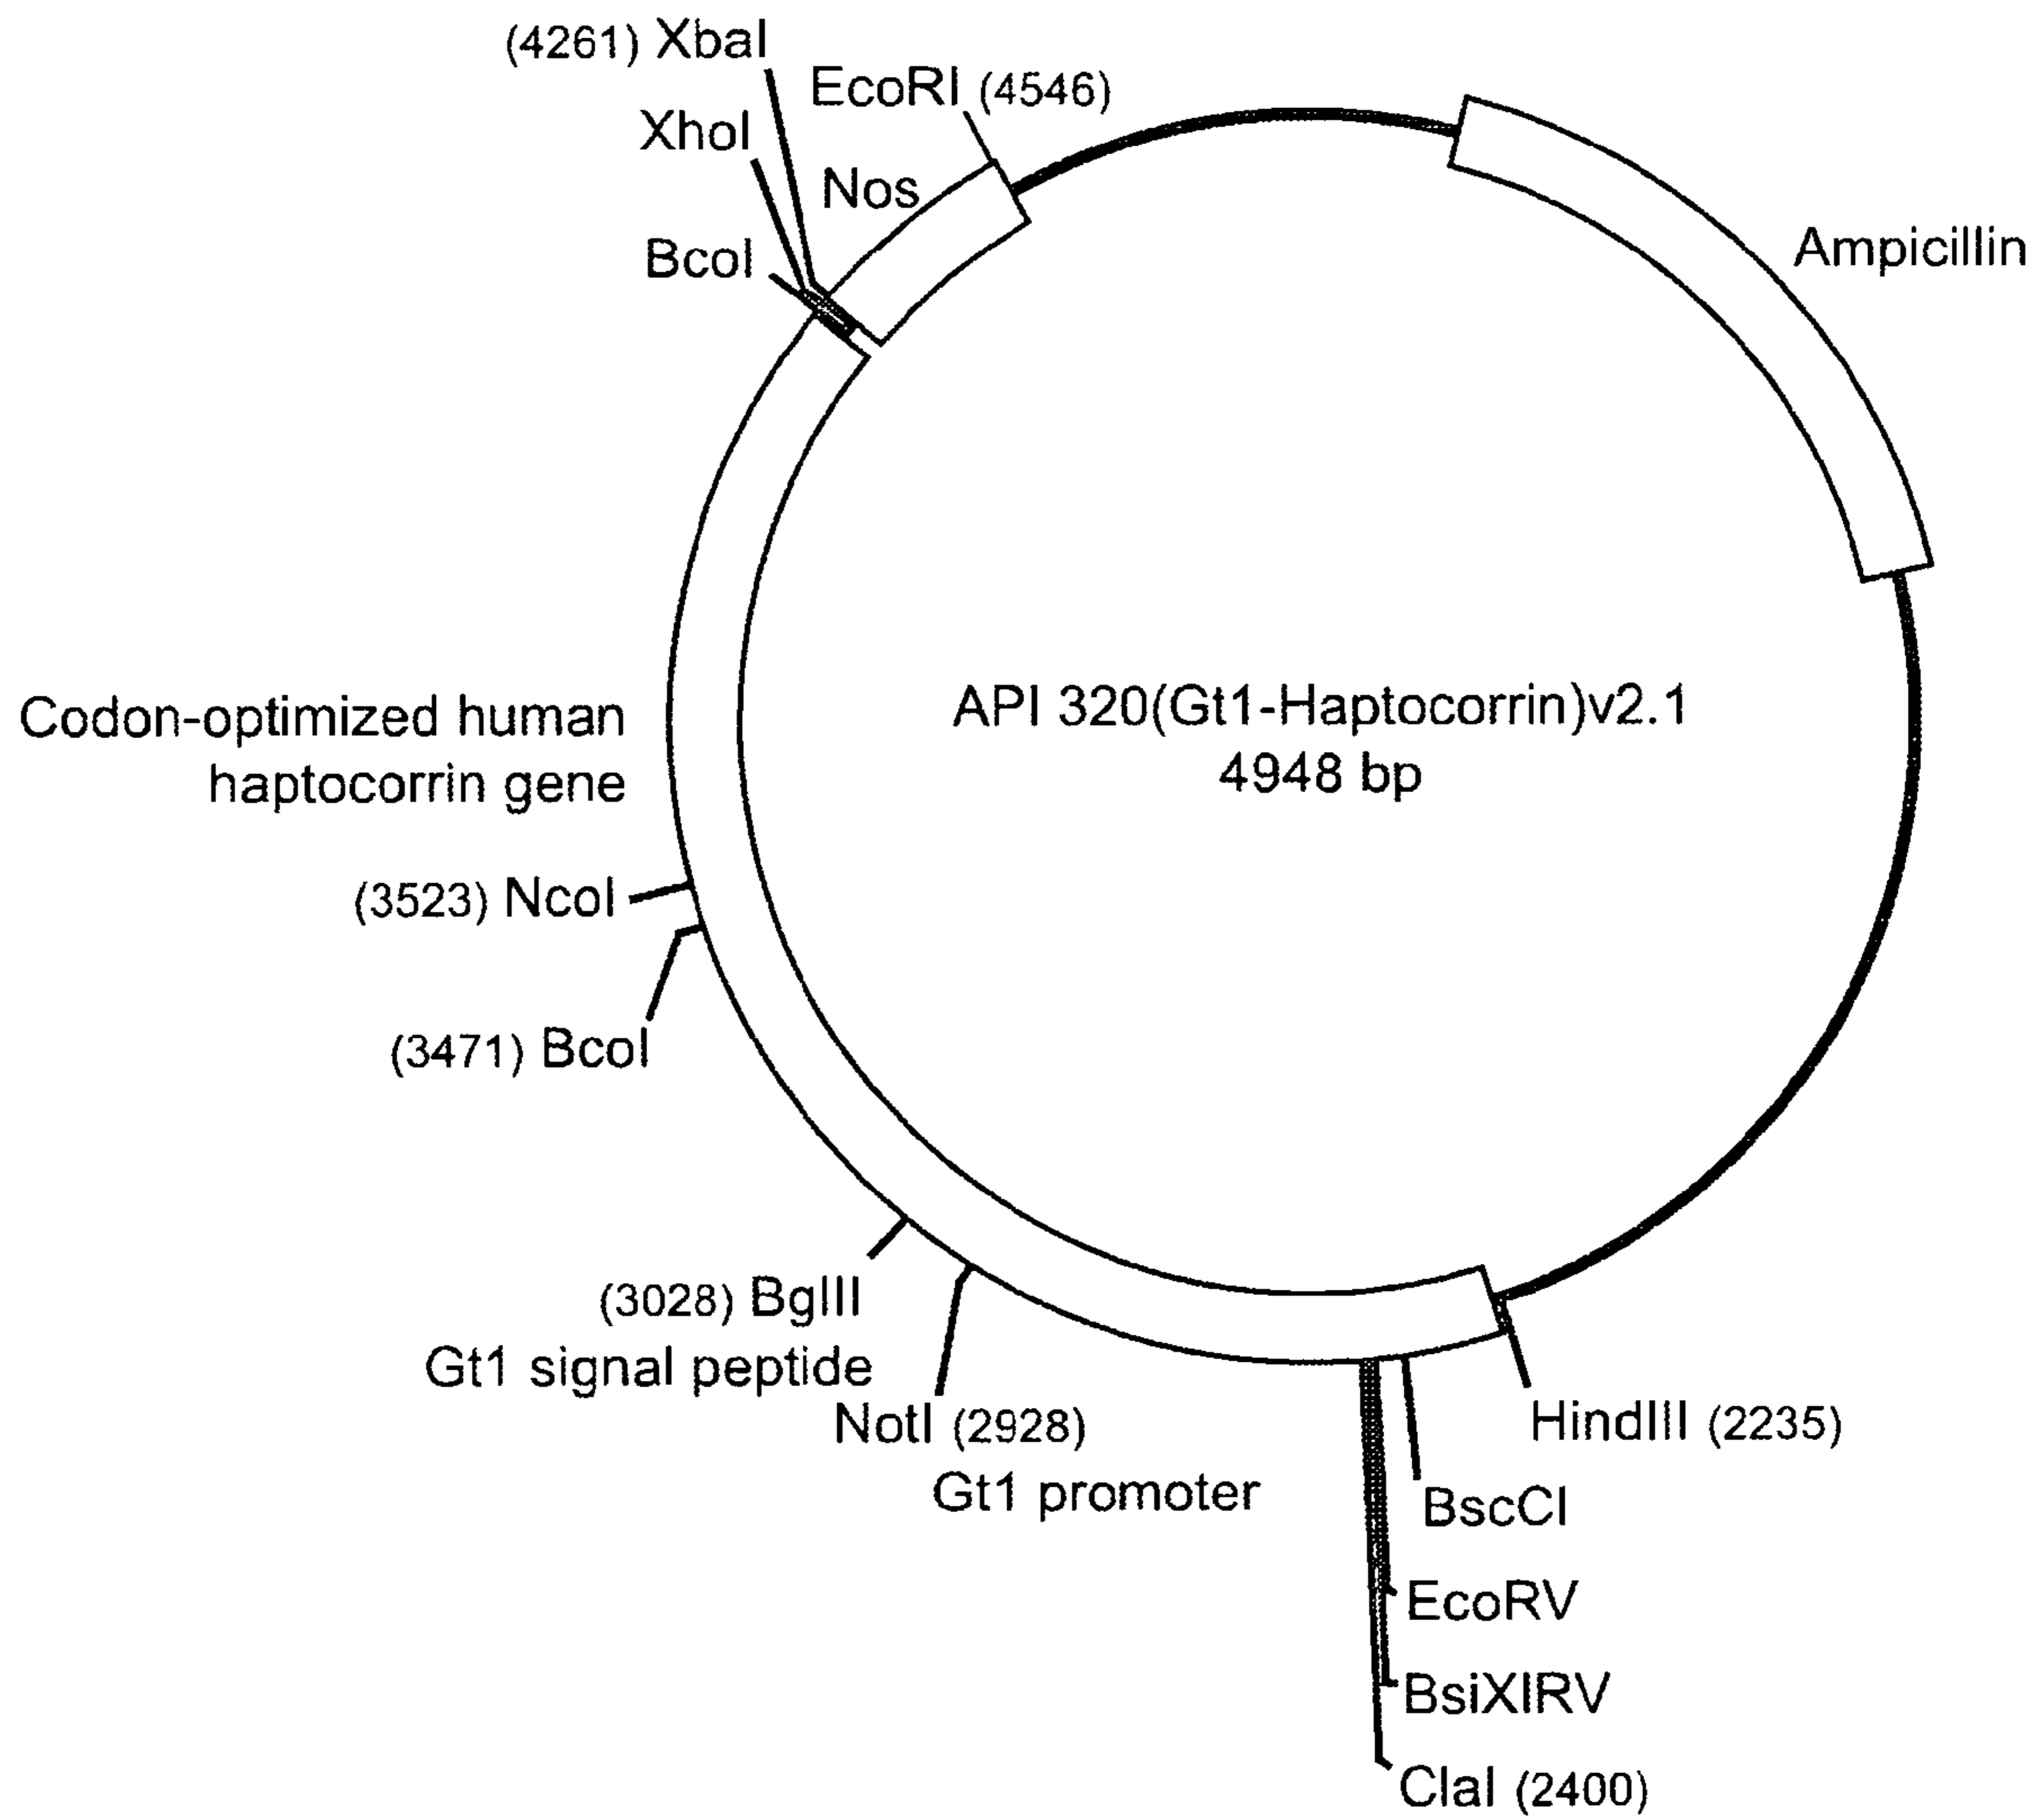 (4261) XbaI
EcoRI (4546)
XhoI
Nos
BcoI
Ampicillin
API 320(Gt1-Haptocorrin)v2.1
4948 bp
Codon-optimized human
haptocorrin gene
(3523) NcoI
(3471) BcoI
(3028) BglII
Gt1 signal peptide
NotI (2928)
Gt1 promoter
HindIII (2235)
BscCI
EcoRV
BsiXIRV
ClaI (2400)